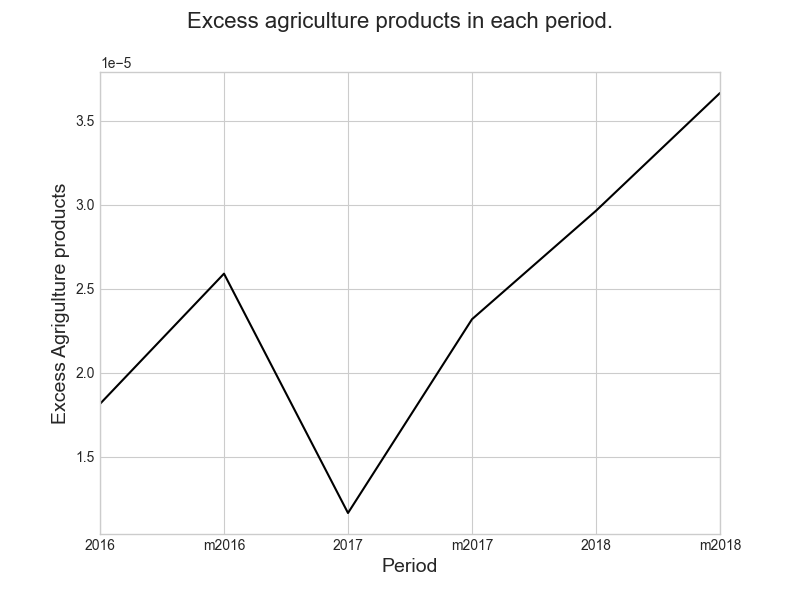 Excess agriculture products in each period.
1e−5
3.5
3.0
2.5
2.0
1.5
Excess Agrigulture products
2016 m2016 2017 m2017 2018 m2018
Period